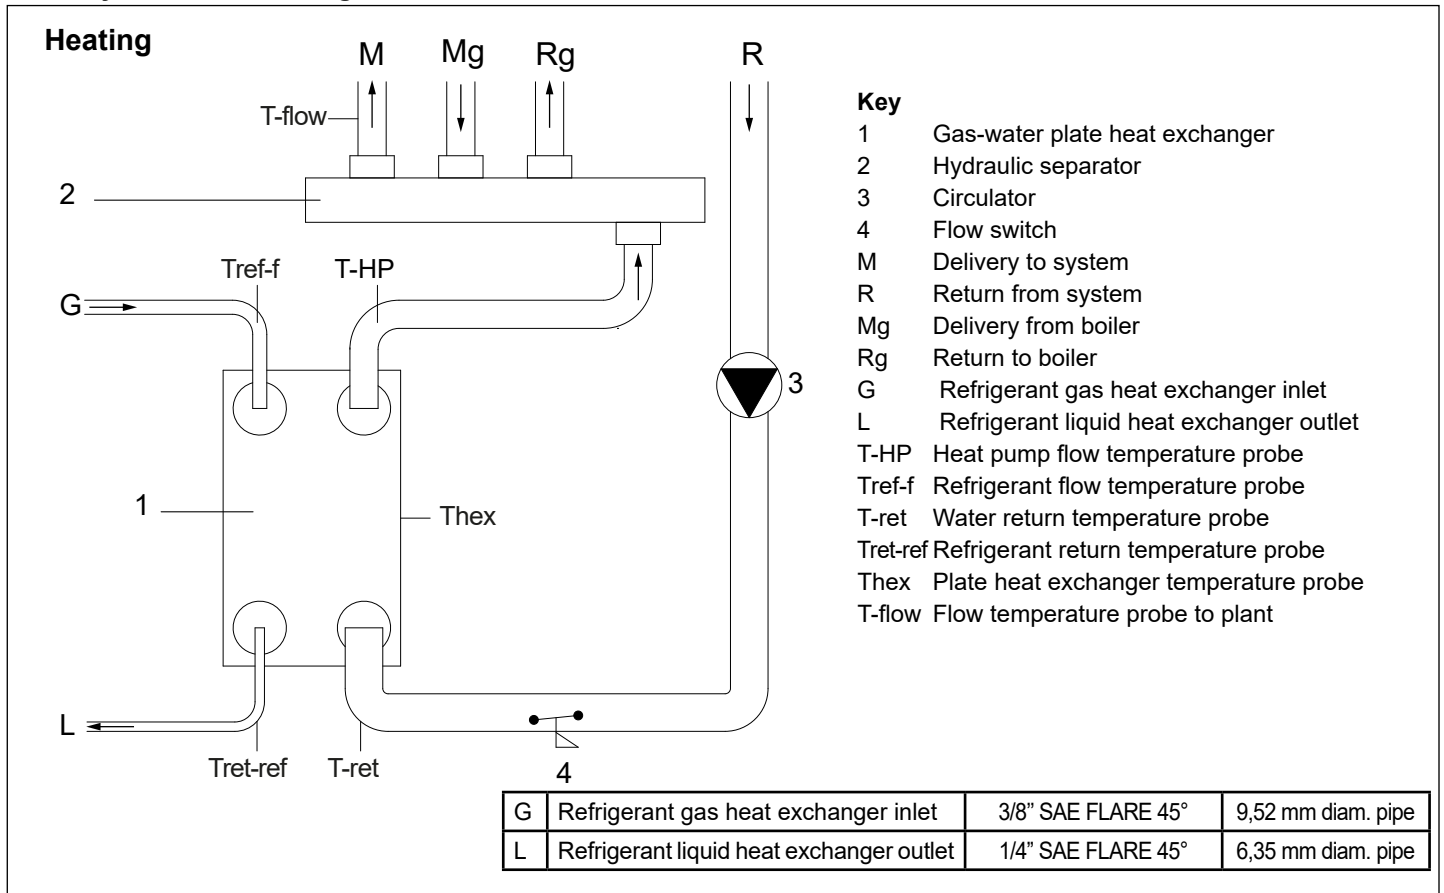 Heating
M Mg Rg R
T-flow
2
Tref-f T-HP
G
3
1
Thex
L
Tret-ref T-ret
4
Key
1 Gas-water plate heat exchanger
2 Hydraulic separator
3 Circulator
4 Flow switch
M Delivery to system
R Return from system
Mg Delivery from boiler
Rg Return to boiler
G Refrigerant gas heat exchanger inlet
L Refrigerant liquid heat exchanger outlet
T-HP Heat pump flow temperature probe
Tref-f Refrigerant flow temperature probe
T-ret Water return temperature probe
Tret-ref Refrigerant return temperature probe
Thex Plate heat exchanger temperature probe
T-flow Flow temperature probe to plant
G Refrigerant gas heat exchanger inlet 3/8” SAE FLARE 45° 9,52 mm diam. pipe
L Refrigerant liquid heat exchanger outlet 1/4” SAE FLARE 45° 6,35 mm diam. pipe